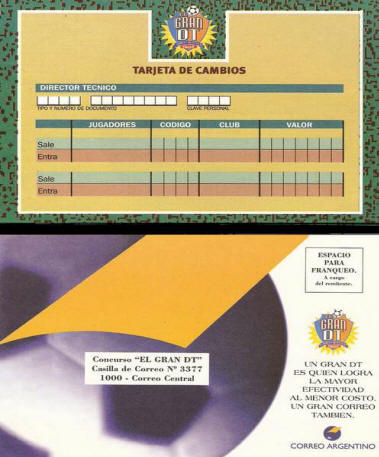 EL
GRAN
DT
TARJETA DE CAMBIOS
DIRECTOR TECNICO
TIPO Y NUMERO DE DOCUMENTO CLAVE PERSONAL
JUGADORES CODIGO CLUB VALOR
Sale
Entra
Sale
Entra
ESPACIO
PARA
FRANQUEO.
A cargo
del remitente.
EL
GRAN
DT
Concurso "EL GRAN DT"
Casilla de Correo Nº 3377
1000 - Correo Central
UN GRAN DT
ES QUIEN LOGRA
LA MAYOR
EFECTIVIDAD
AL MENOR COSTO.
UN GRAN CORREO
TAMBIEN.
CORREO ARGENTINO